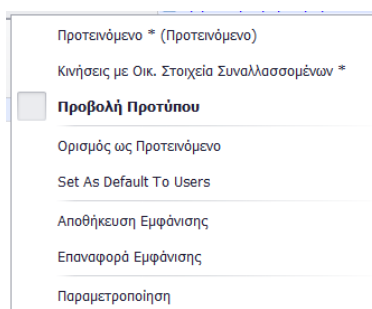 Προτεινόμενο * (Προτεινόμενο)
Κινήσεις με Οικ. Στοιχεία Συναλλασσομένων *
Προβολή Προτύπου
Ορισμός ως Προτεινόμενο
Set As Default To Users
Αποθήκευση Εμφάνισης
Επαναφορά Εμφάνισης
Παραμετροποίηση